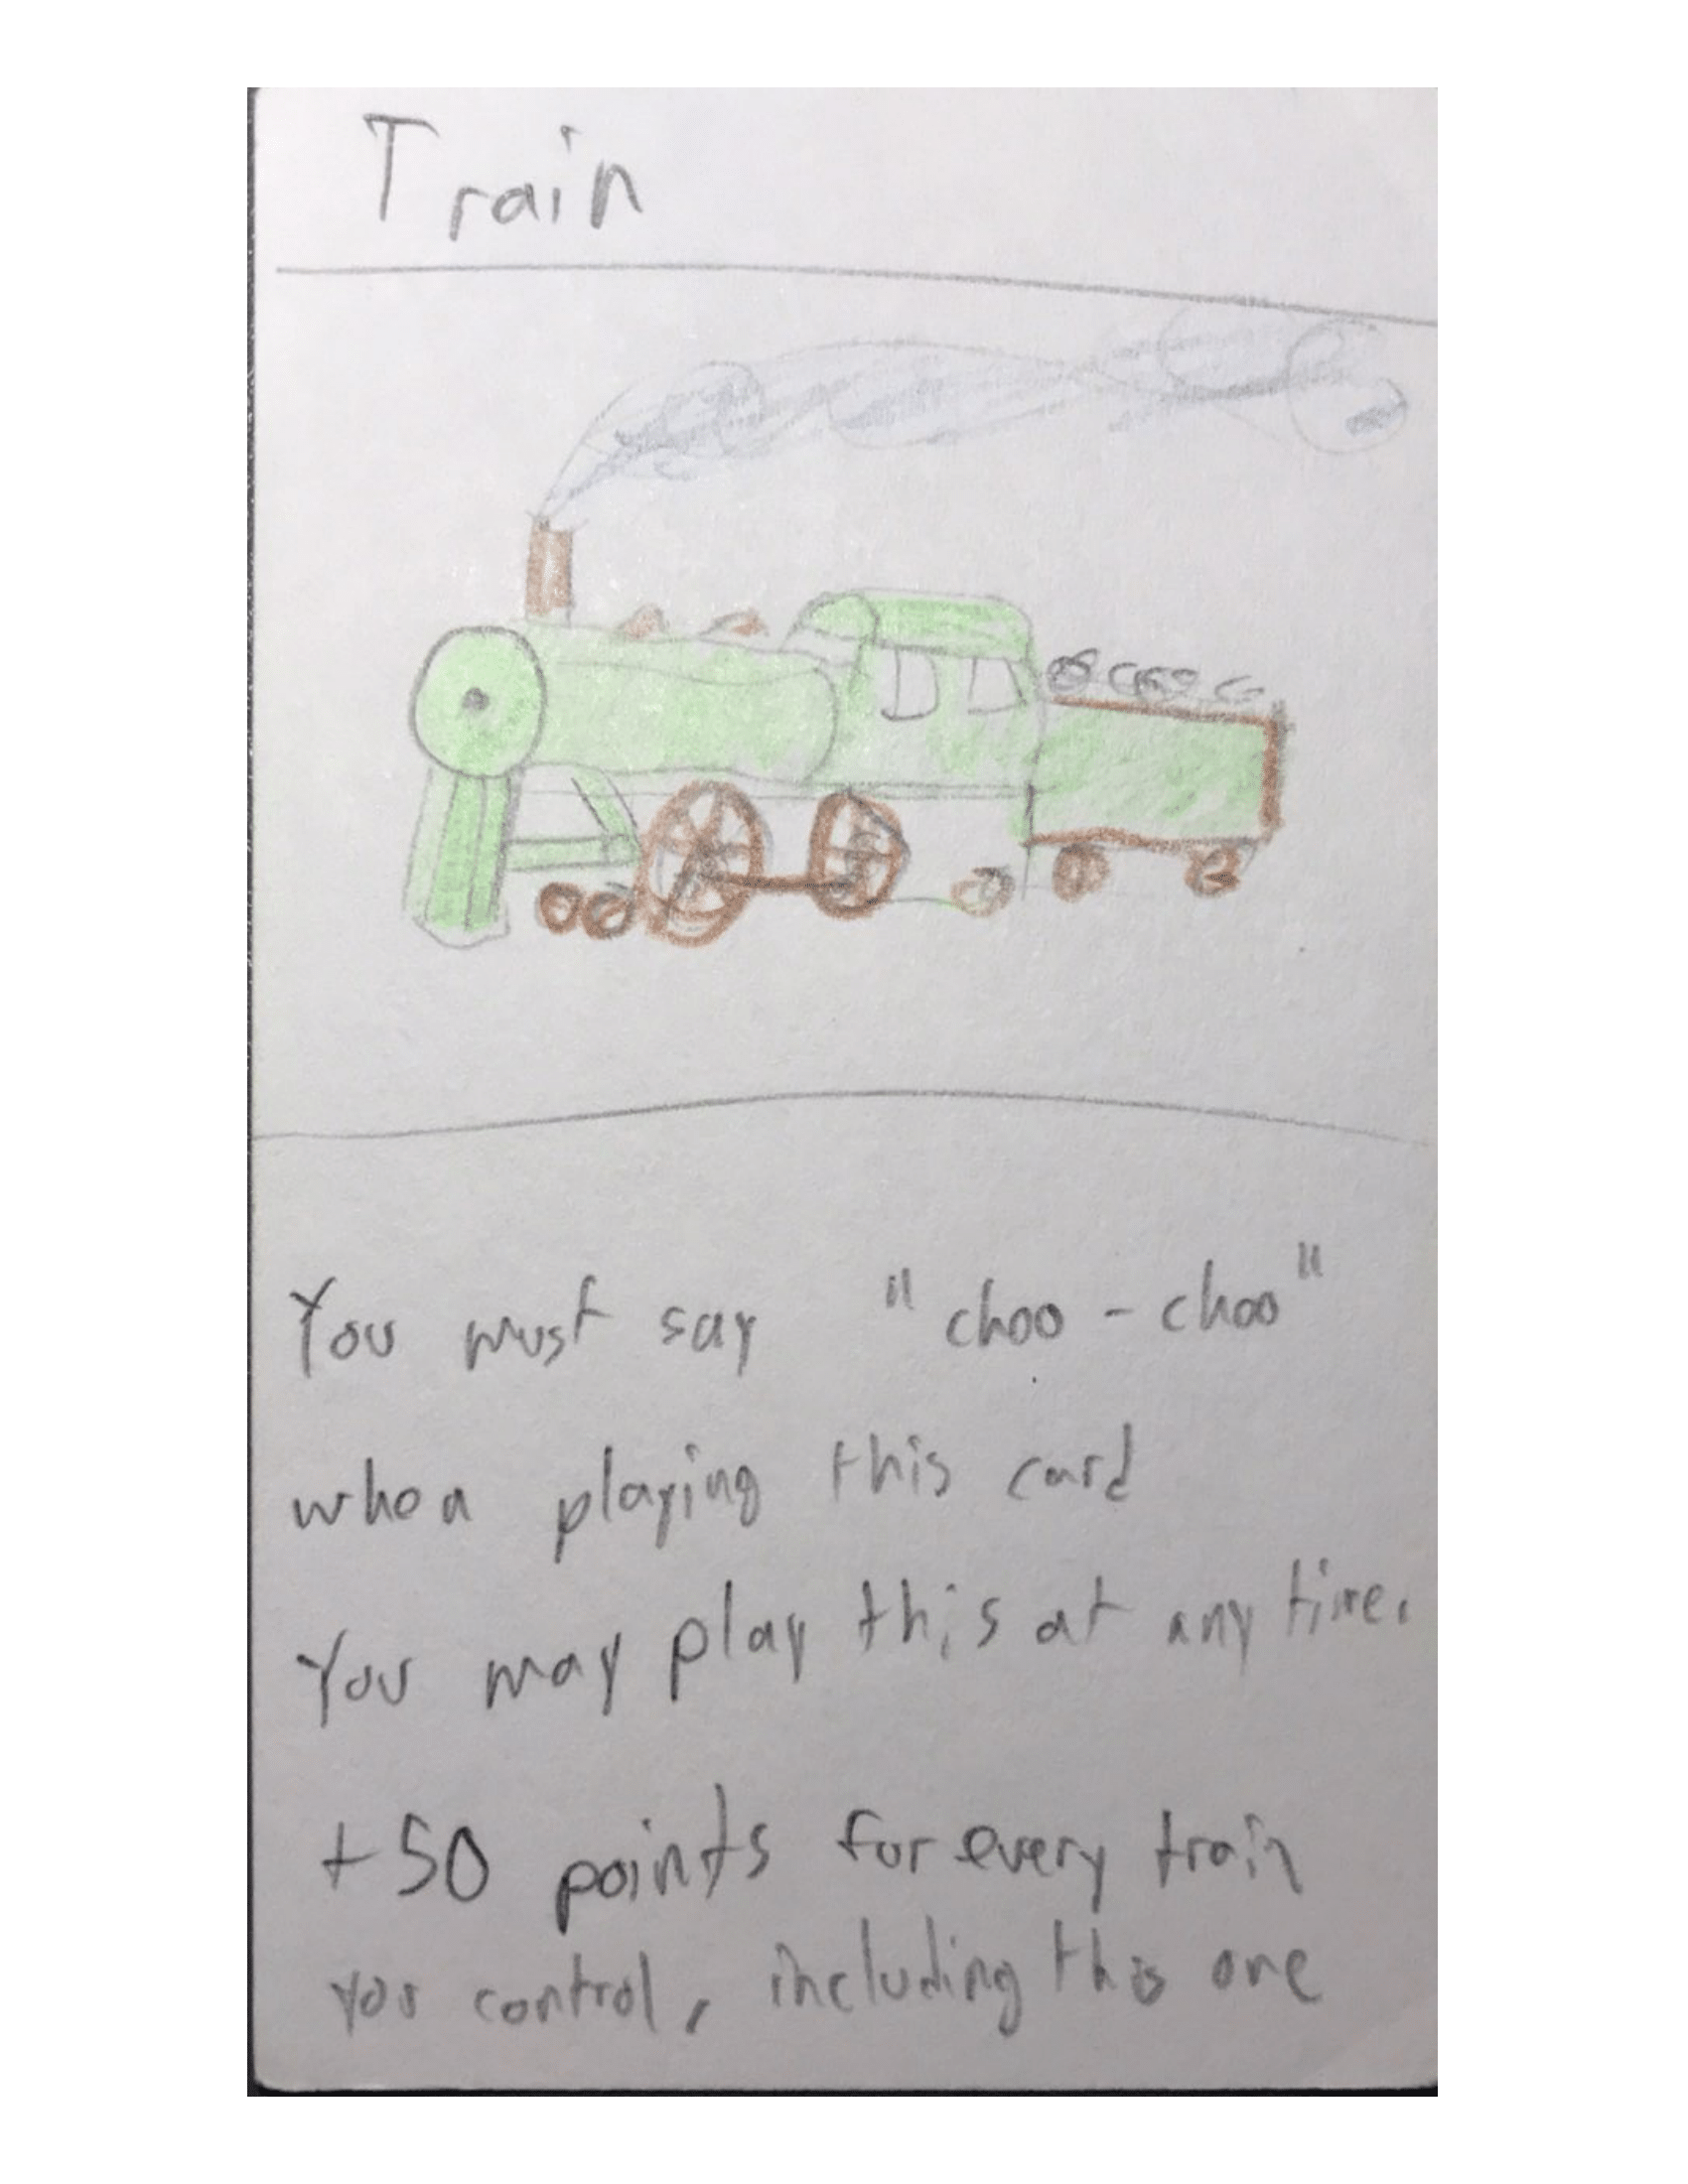 Train
You must say "choo-choo"
when playing this card
You may play this at any time.
+50 points for every train
you control, including this one